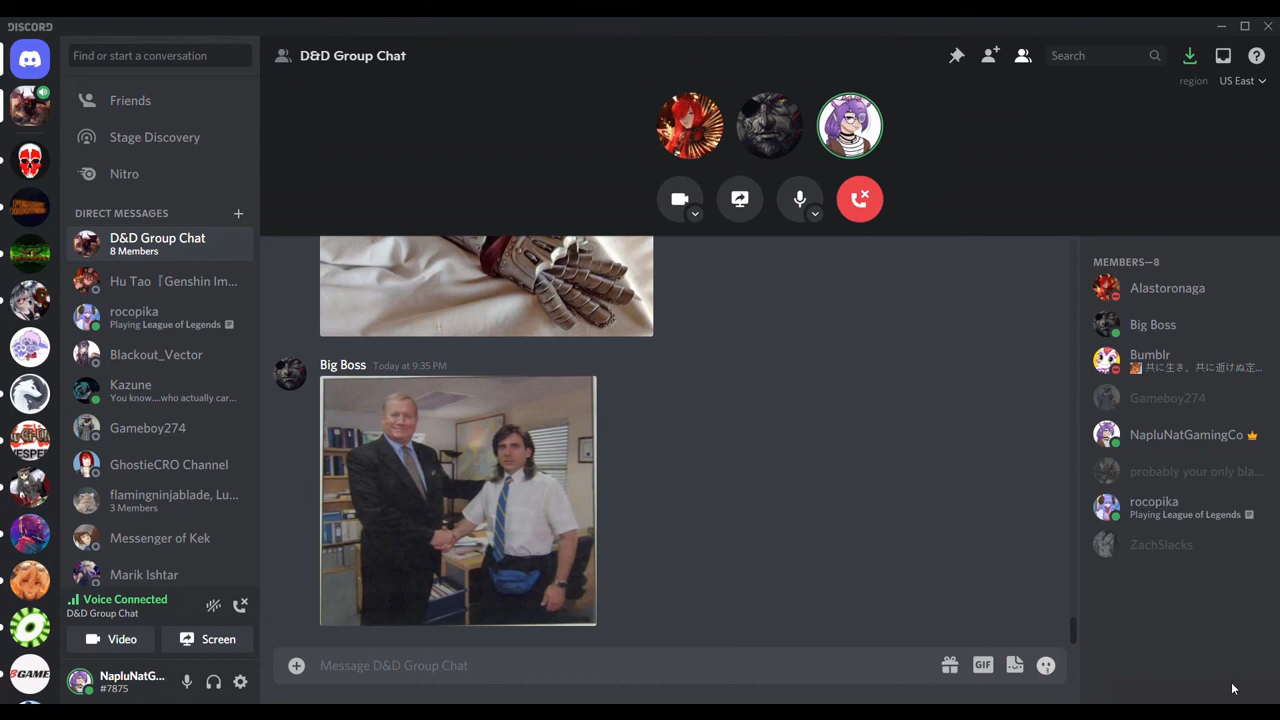 DISCORD
Find or start a conversation
Friends
Stage Discovery
Nitro
DIRECT MESSAGES
D&D Group Chat
8 Members
Hu Tao『Genshin Im...
rocopika
Playing League of Legends
Blackout_Vector
Kazune
You know....who actually car...
Gameboy274
GhostieCRO Channel
flamingninjablade, Lu...
3 Members
Messenger of Kek
Marik Ishtar
Voice Connected
D&D Group Chat
Video
Screen
NapluNatG...
#7875
D&D Group Chat
Search
region
US East
Big Boss
Today at 9:35 PM
Message D&D Group Chat
GIF
MEMBERS—8
Alastoronaga
Big Boss
Bumblr
共に生き、共に逝けぬ定...
Gameboy274
NapluNatGamingCo
probably your only bla...
rocopika
Playing League of Legends
ZachSlacks